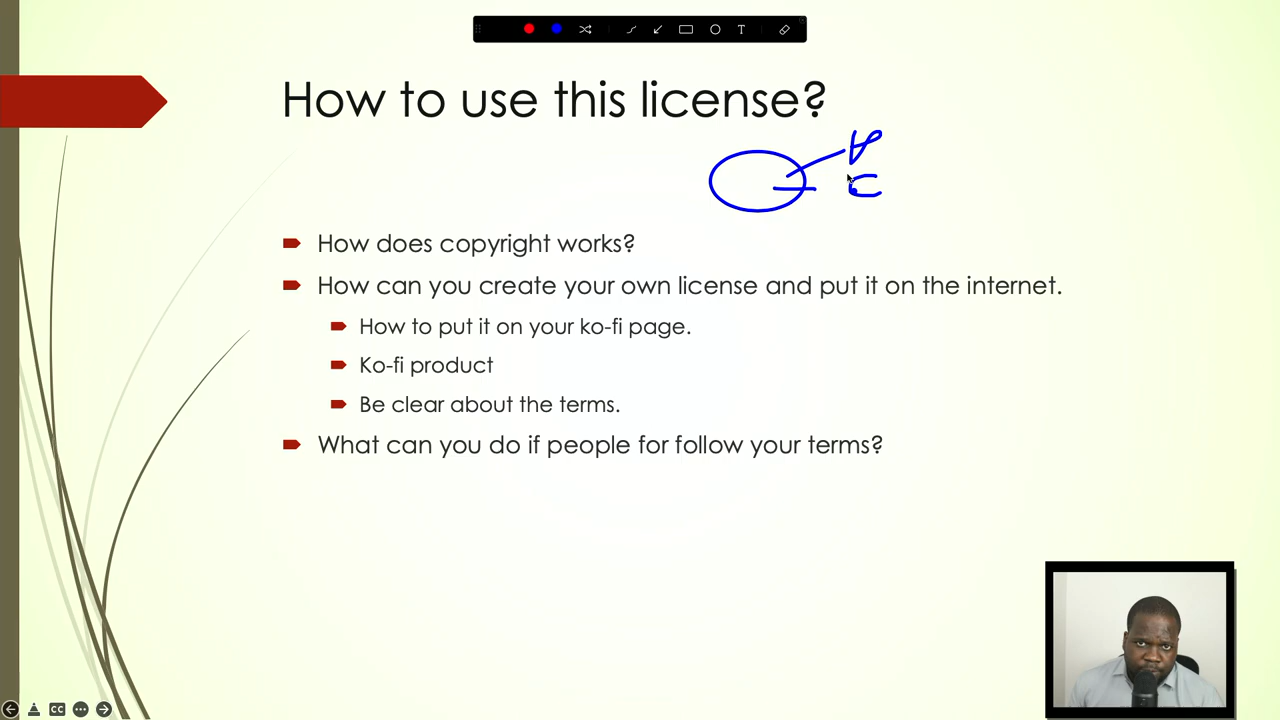 T
How to use this license?
P
C
How does copyright works?
How can you create your own license and put it on the internet.
How to put it on your ko-fi page.
Ko-fi product
Be clear about the terms.
What can you do if people for follow your terms?
CC